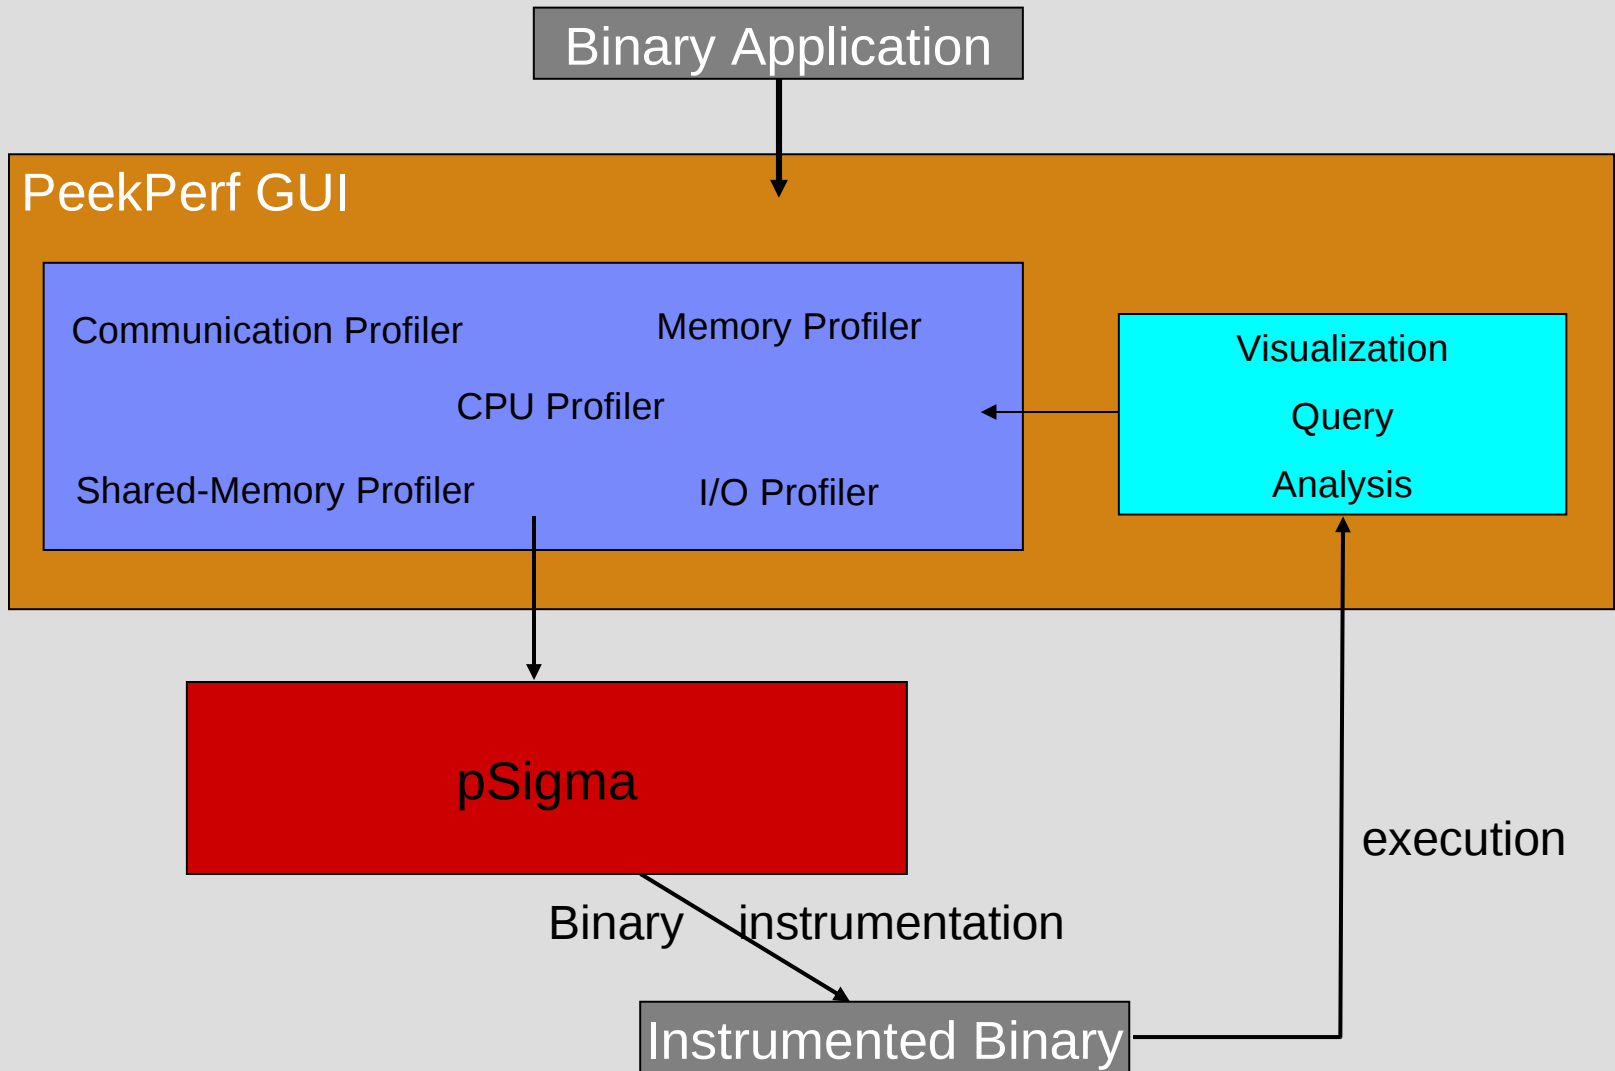 Binary Application
PeekPerf GUI
Communication Profiler
Memory Profiler
CPU Profiler
Shared-Memory Profiler
I/O Profiler
Visualization
Query
Analysis
pSigma
execution
Binary instrumentation
Instrumented Binary